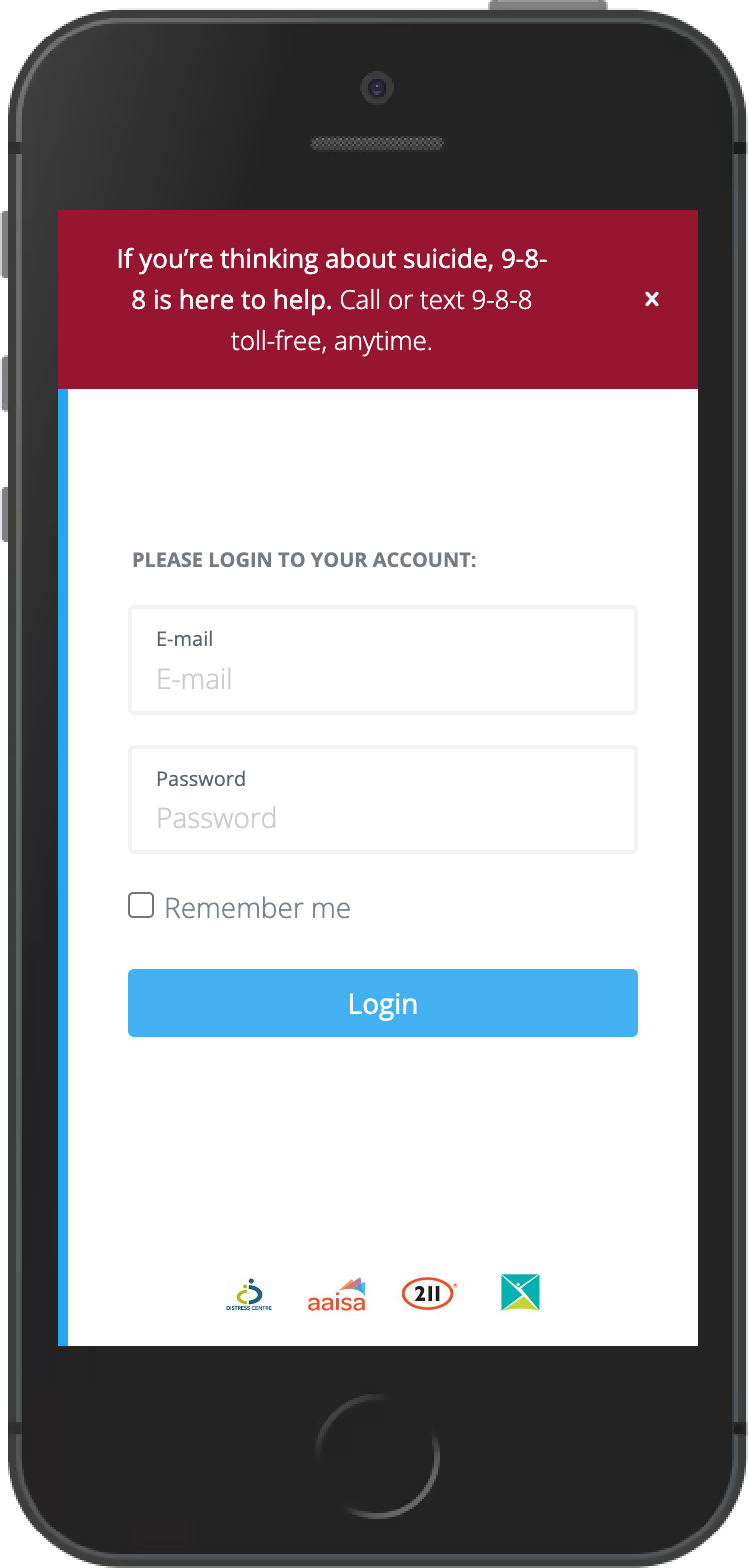 If you’re thinking about suicide, 9-8-
8 is here to help. Call or text 9-8-8
toll-free, anytime.
×
PLEASE LOGIN TO YOUR ACCOUNT:
E-mail
E-mail
Password
Password
Remember me
Login
DISTRESS CENTRE
aaisa
211